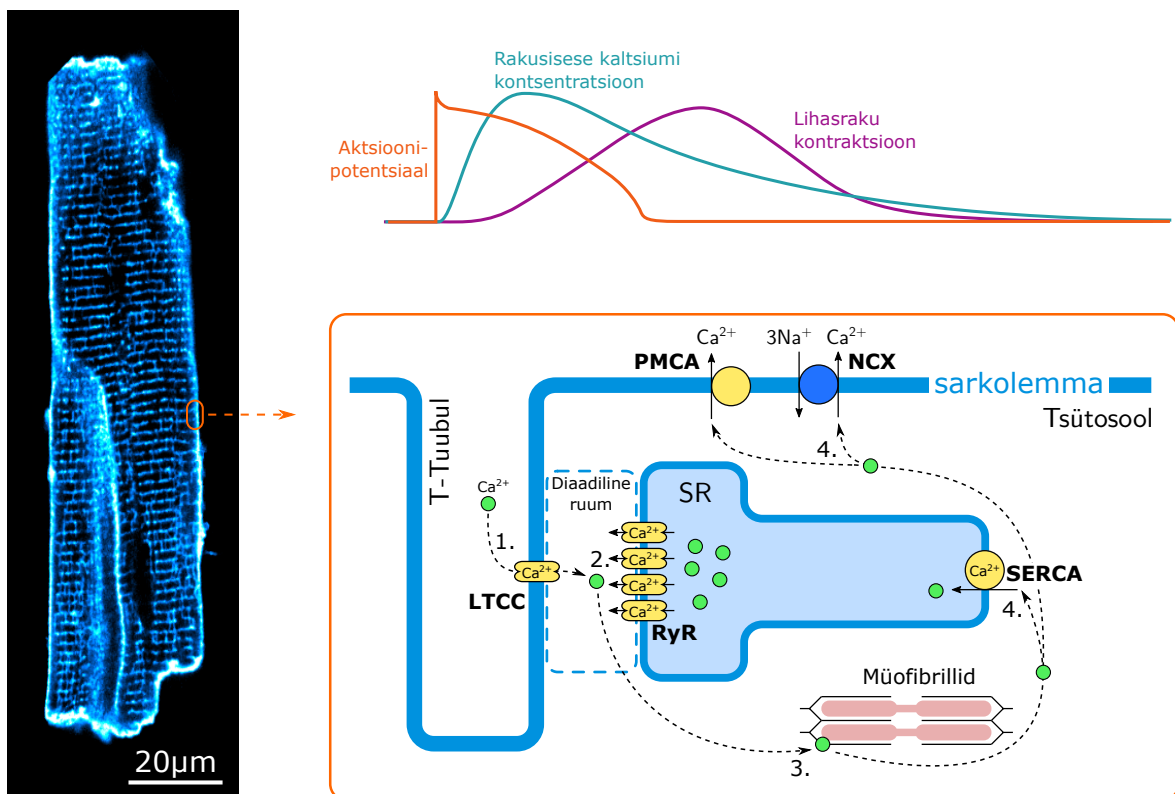 Rakusisese kaltsiumi
kontsentratsioon
Lihasraku
kontraktsioon
Aktsiooni-
potentsiaal
20µm
Ca²⁺
3Na⁺
Ca²⁺
PMCA
NCX
sarkolemma
Tsütosool
T-Tuubul
4.
Ca²⁺
Diaadiline
ruum
SR
1.
2.
Ca²⁺
Ca²⁺
Ca²⁺
Ca²⁺
Ca²⁺
Ca²⁺
LTCC
RyR
SERCA
4.
Müofibrillid
3.